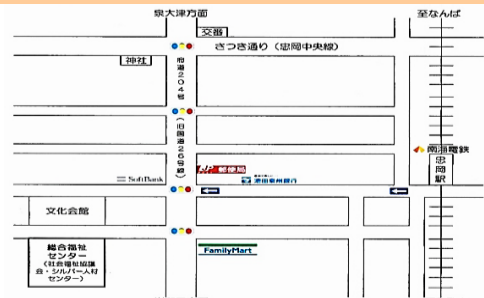 泉大津方面
至なんば
交番
さつき通り（忠岡中央線）
神社
府道204号
（旧国道26号線）
南海電鉄
忠岡駅
SoftBank
JP 郵便局
池田泉州銀行
文化会館
総合福祉
センター
（社会福祉協議
会・シルバー人材
センター）
FamilyMart